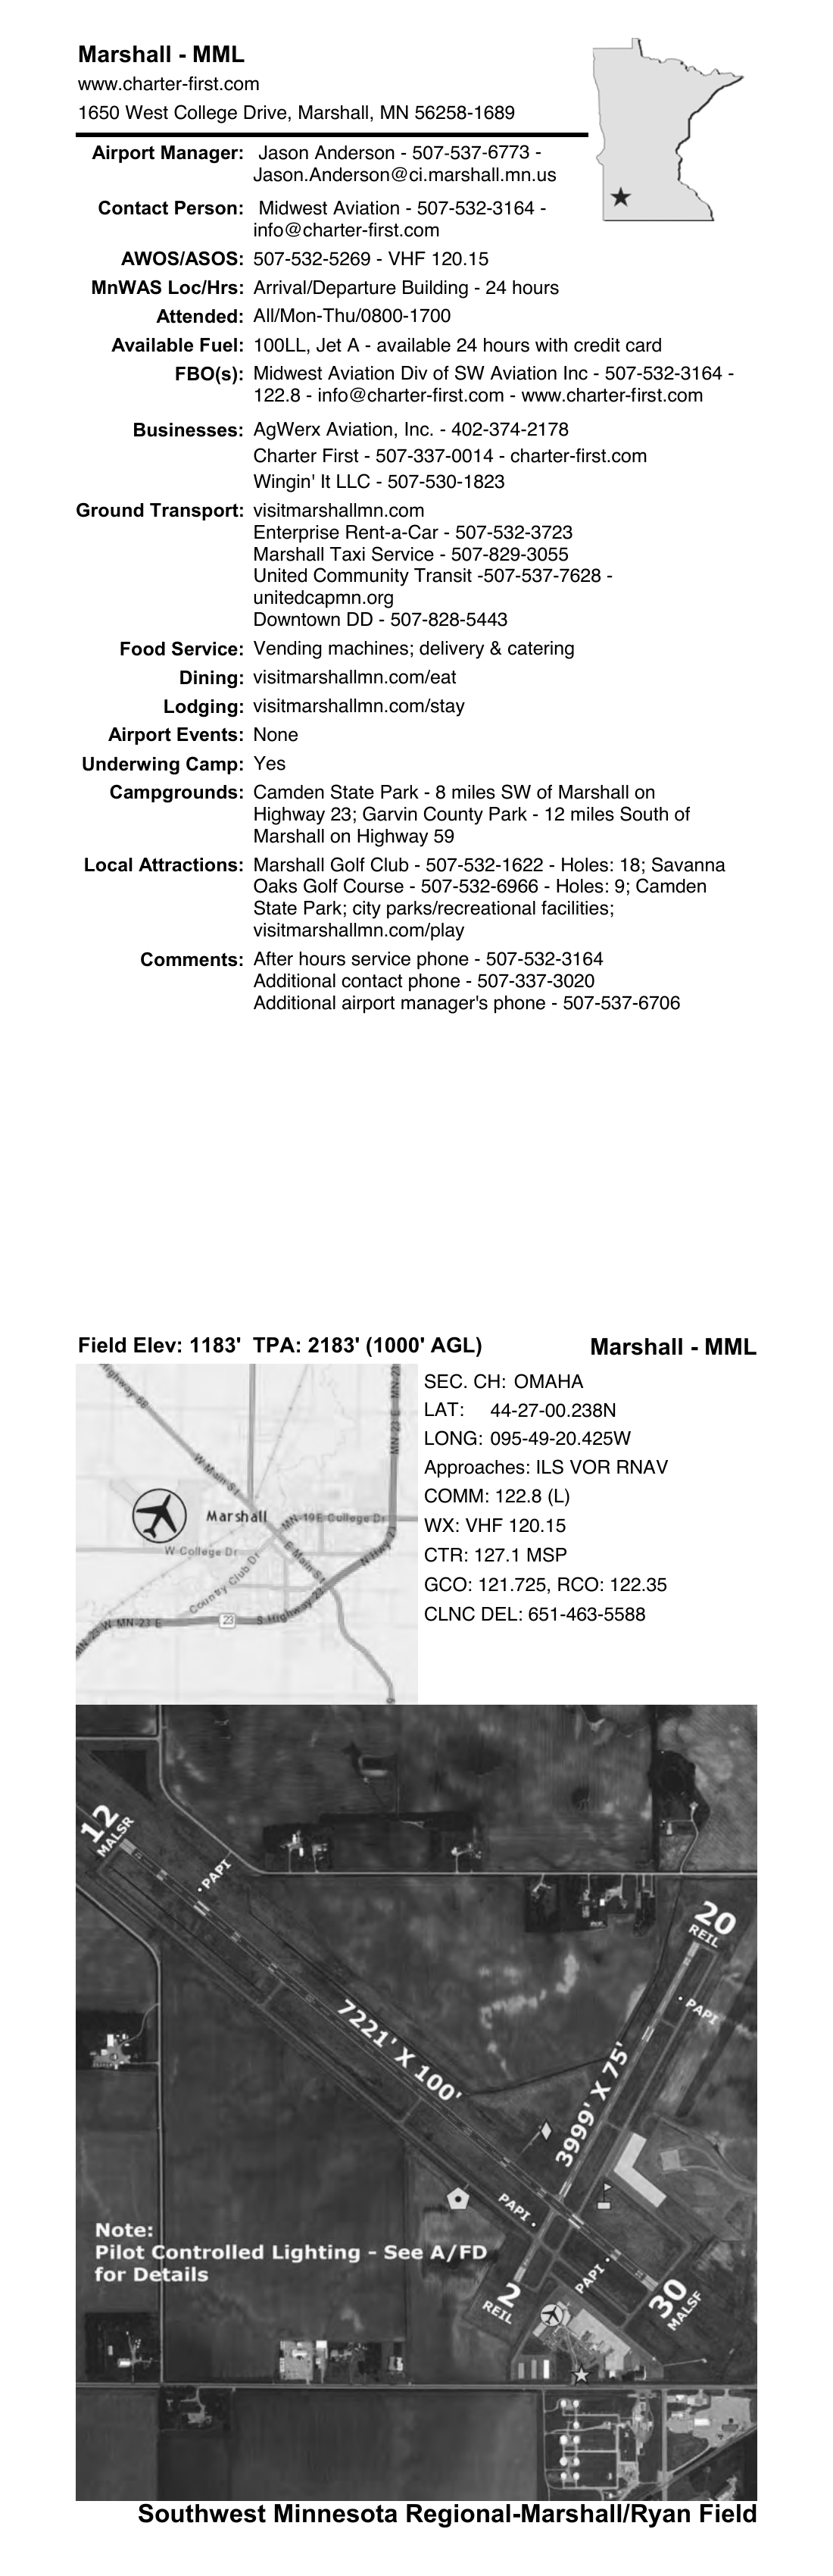 Marshall - MML
www.charter-first.com
1650 West College Drive, Marshall, MN 56258-1689
Airport Manager: Jason Anderson - 507-537-6773 -
Jason.Anderson@ci.marshall.mn.us
Contact Person: Midwest Aviation - 507-532-3164 -
info@charter-first.com
AWOS/ASOS: 507-532-5269 - VHF 120.15
MnWAS Loc/Hrs: Arrival/Departure Building - 24 hours
Attended: All/Mon-Thu/0800-1700
Available Fuel: 100LL, Jet A - available 24 hours with credit card
FBO(s): Midwest Aviation Div of SW Aviation Inc - 507-532-3164 -
122.8 - info@charter-first.com - www.charter-first.com
Businesses: AgWerx Aviation, Inc. - 402-374-2178
Charter First - 507-337-0014 - charter-first.com
Wingin' It LLC - 507-530-1823
Ground Transport: visitmarshallmn.com
Enterprise Rent-a-Car - 507-532-3723
Marshall Taxi Service - 507-829-3055
United Community Transit -507-537-7628 -
unitedcapmn.org
Downtown DD - 507-828-5443
Food Service: Vending machines; delivery & catering
Dining: visitmarshallmn.com/eat
Lodging: visitmarshallmn.com/stay
Airport Events: None
Underwing Camp: Yes
Campgrounds: Camden State Park - 8 miles SW of Marshall on
Highway 23; Garvin County Park - 12 miles South of
Marshall on Highway 59
Local Attractions: Marshall Golf Club - 507-532-1622 - Holes: 18; Savanna
Oaks Golf Course - 507-532-6966 - Holes: 9; Camden
State Park; city parks/recreational facilities;
visitmarshallmn.com/play
Comments: After hours service phone - 507-532-3164
Additional contact phone - 507-337-3020
Additional airport manager's phone - 507-537-6706
Field Elev: 1183' TPA: 2183' (1000' AGL)
Marshall - MML
SEC. CH: OMAHA
LAT: 44-27-00.238N
LONG: 095-49-20.425W
Approaches: ILS VOR RNAV
COMM: 122.8 (L)
WX: VHF 120.15
CTR: 127.1 MSP
GCO: 121.725, RCO: 122.35
CLNC DEL: 651-463-5588
Highway 68
MN-23 E
MN-23
W Main St
Marshall
MN-19 E College Dr
W College Dr
E Main St
N Hwy 23
Country Club Dr
S Highway 23
23
MN-23 W MN-23 E
12
MALSR
PAPI
20
REIL
PAPI
7221' X 100'
3999' X 75'
PAPI
Note:
Pilot Controlled Lighting - See A/FD
for Details
PAPI
2
REIL
30
MALSF
Southwest Minnesota Regional-Marshall/Ryan Field